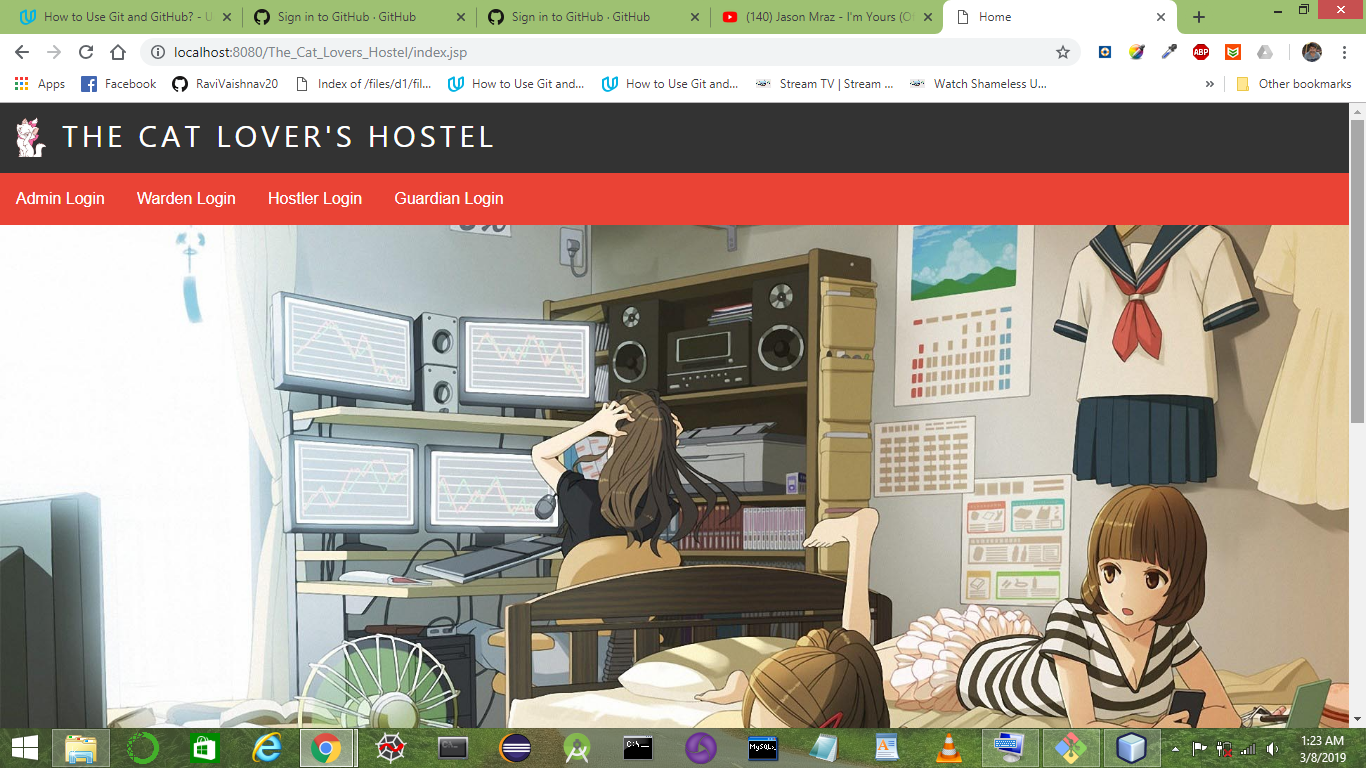 How to Use Git and GitHub? - U
Sign in to GitHub · GitHub
Sign in to GitHub · GitHub
(140) Jason Mraz - I'm Yours (O
Home
localhost:8080/The_Cat_Lovers_Hostel/index.jsp
ABP
Apps
Facebook
RaviVaishnav20
Index of /files/d1/fil...
How to Use Git and...
How to Use Git and...
Stream TV | Stream ...
Watch Shameless U...
Other bookmarks
THE CAT LOVER'S HOSTEL
Admin Login
Warden Login
Hostler Login
Guardian Login
C:\_
MySQL>
1:23 AM
3/8/2019